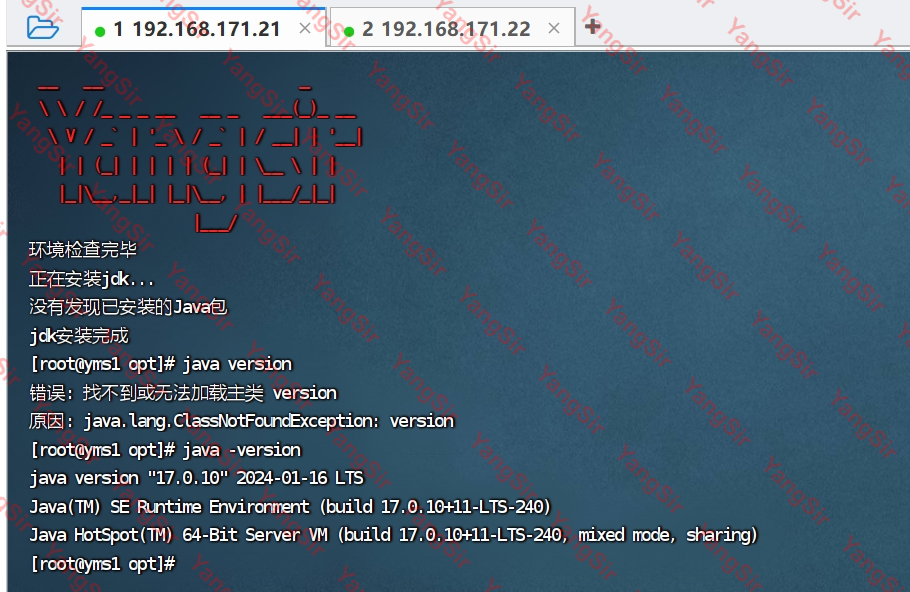 1 192.168.171.21
2 192.168.171.22
YangSir
环境检查完毕
正在安装jdk...
没有发现已安装的Java包
jdk安装完成
[root@yms1 opt]# java version
错误: 找不到或无法加载主类 version
原因: java.lang.ClassNotFoundException: version
[root@yms1 opt]# java -version
java version "17.0.10" 2024-01-16 LTS
Java(TM) SE Runtime Environment (build 17.0.10+11-LTS-240)
Java HotSpot(TM) 64-Bit Server VM (build 17.0.10+11-LTS-240, mixed mode, sharing)
[root@yms1 opt]#